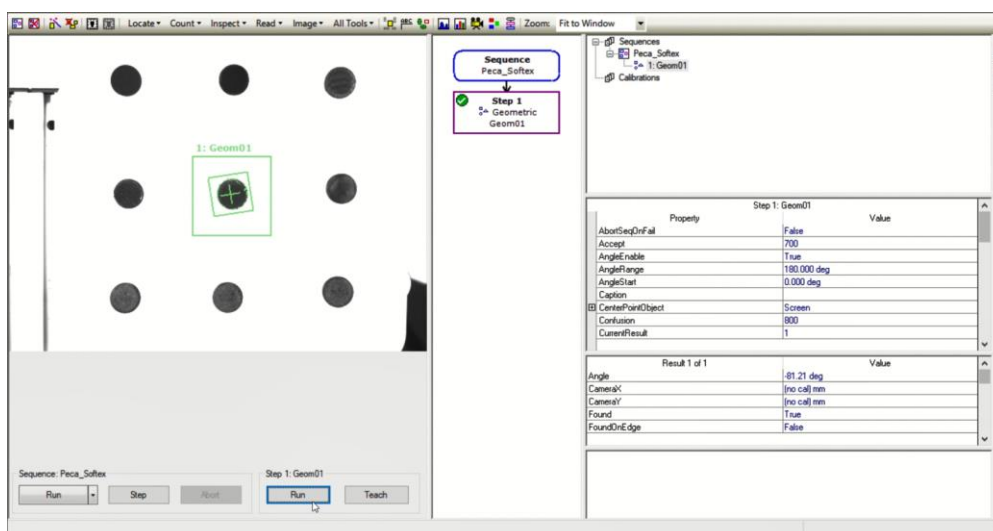 Locate Count Inspect Read Image All Tools Zoom: Fit to Window
1: Geom01
Sequence
Peca_Softex
Step 1
Geometric
Geom01
Sequences
Peca_Softex
1: Geom01
Calibrations
Step 1: Geom01
Property Value
AbortSeqOnFail False
Accept 700
AngleEnable True
AngleRange 180.000 deg
AngleStart 0.000 deg
Caption
CenterPointObject Screen
Confusion 800
CurrentResult 1
Result 1 of 1 Value
Angle -81.21 deg
CameraX (no cal) mm
CameraY (no cal) mm
Found True
FoundOnEdge False
Sequence: Peca_Softex
Run Step Abort
Step 1: Geom01
Run Teach